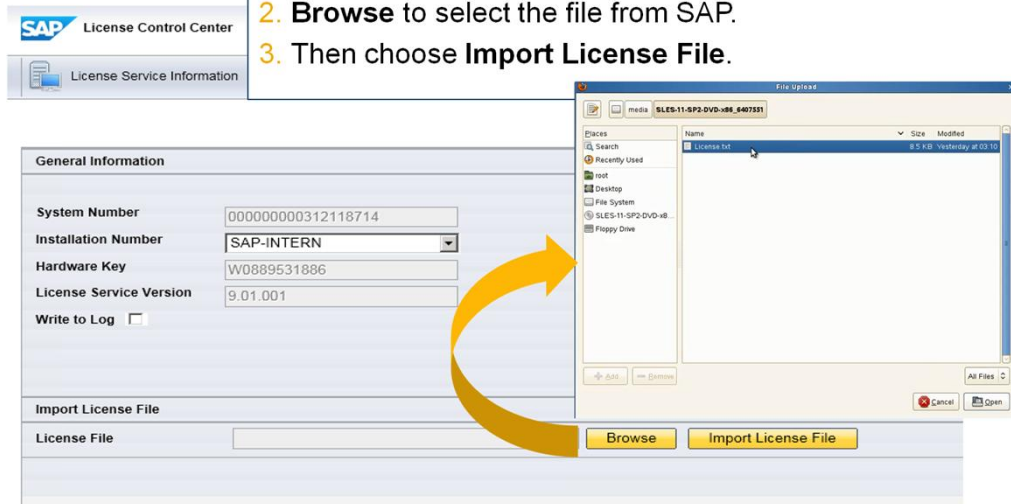 2. Browse to select the file from SAP.
3. Then choose Import License File.
SAP License Control Center
License Service Information
General Information
System Number 000000000312118714
Installation Number SAP-INTERN
Hardware Key W0889531886
License Service Version 9.01.001
Write to Log
Import License File
License File Browse Import License File
File Upload
media SLES-11-SP2-DVD-x86_6407551
Places Name Size Modified
Search License.txt 8.5 KB Yesterday at 03:10
Recently Used
root
Desktop
File System
SLES-11-SP2-DVD-x8...
Floppy Drive
Add Remove All Files
Cancel Open